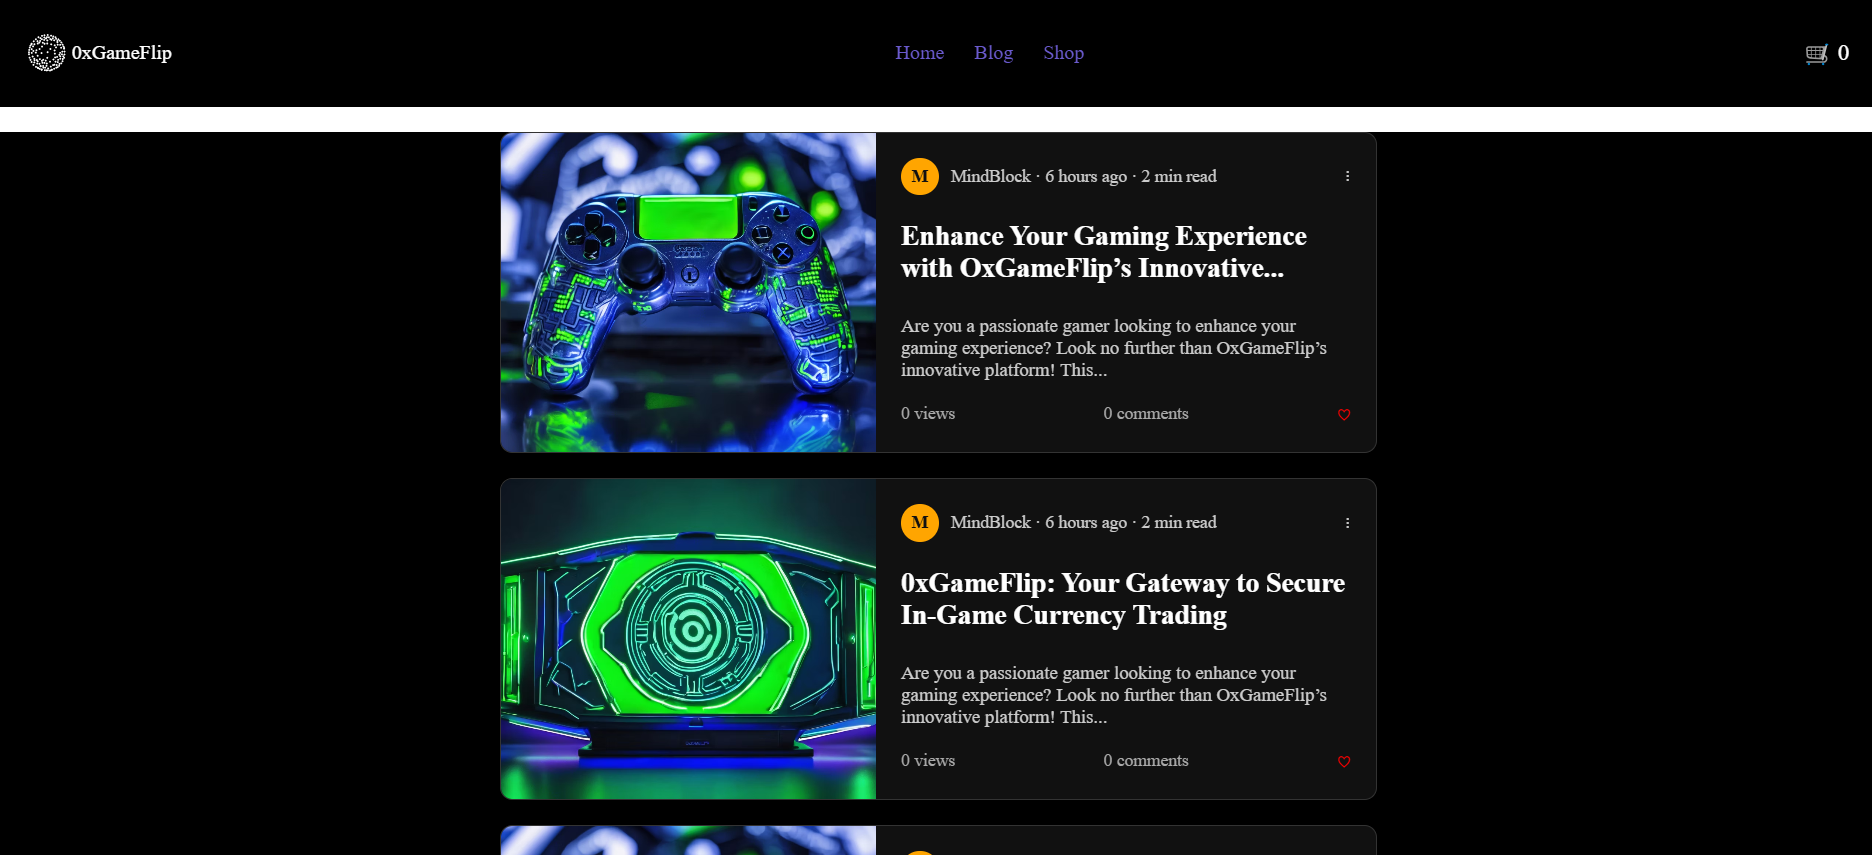 0xGameFlip
Home Blog Shop
0
M MindBlock · 6 hours ago · 2 min read
Enhance Your Gaming Experience
with OxGameFlip’s Innovative...
Are you a passionate gamer looking to enhance your
gaming experience? Look no further than OxGameFlip’s
innovative platform! This...
0 views 0 comments
M MindBlock · 6 hours ago · 2 min read
0xGameFlip: Your Gateway to Secure
In-Game Currency Trading
Are you a passionate gamer looking to enhance your
gaming experience? Look no further than OxGameFlip’s
innovative platform! This...
0 views 0 comments